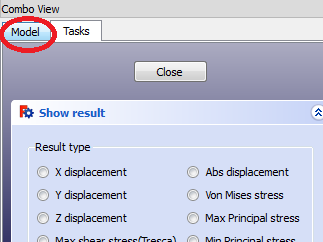 Combo View
Model Tasks
Close
Show result
Result type
X displacement Abs displacement
Y displacement Von Mises stress
Z displacement Max Principal stress
Max shear stress(Tresca) Min Principal stress